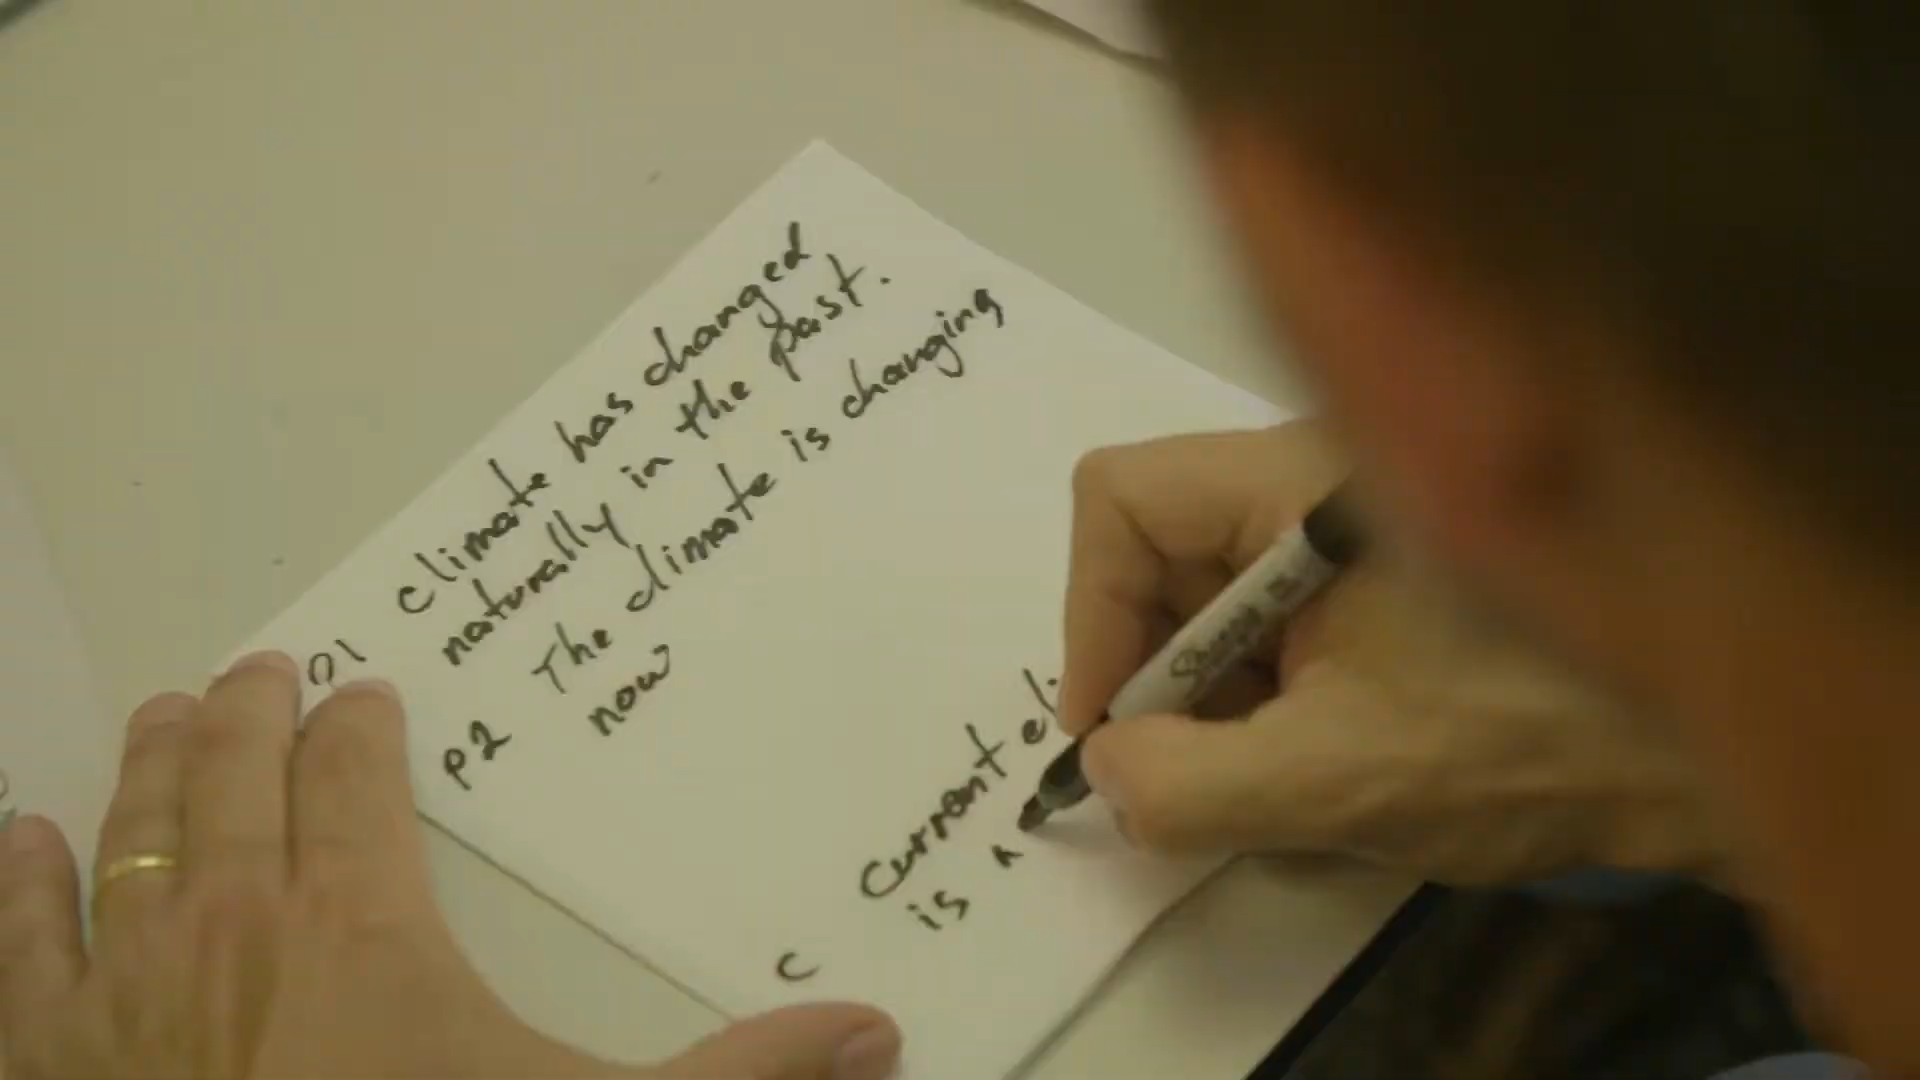 P1 Climate has changed
naturally in the past.
P2 The climate is changing
now
C Current cli
is n
Sharpie